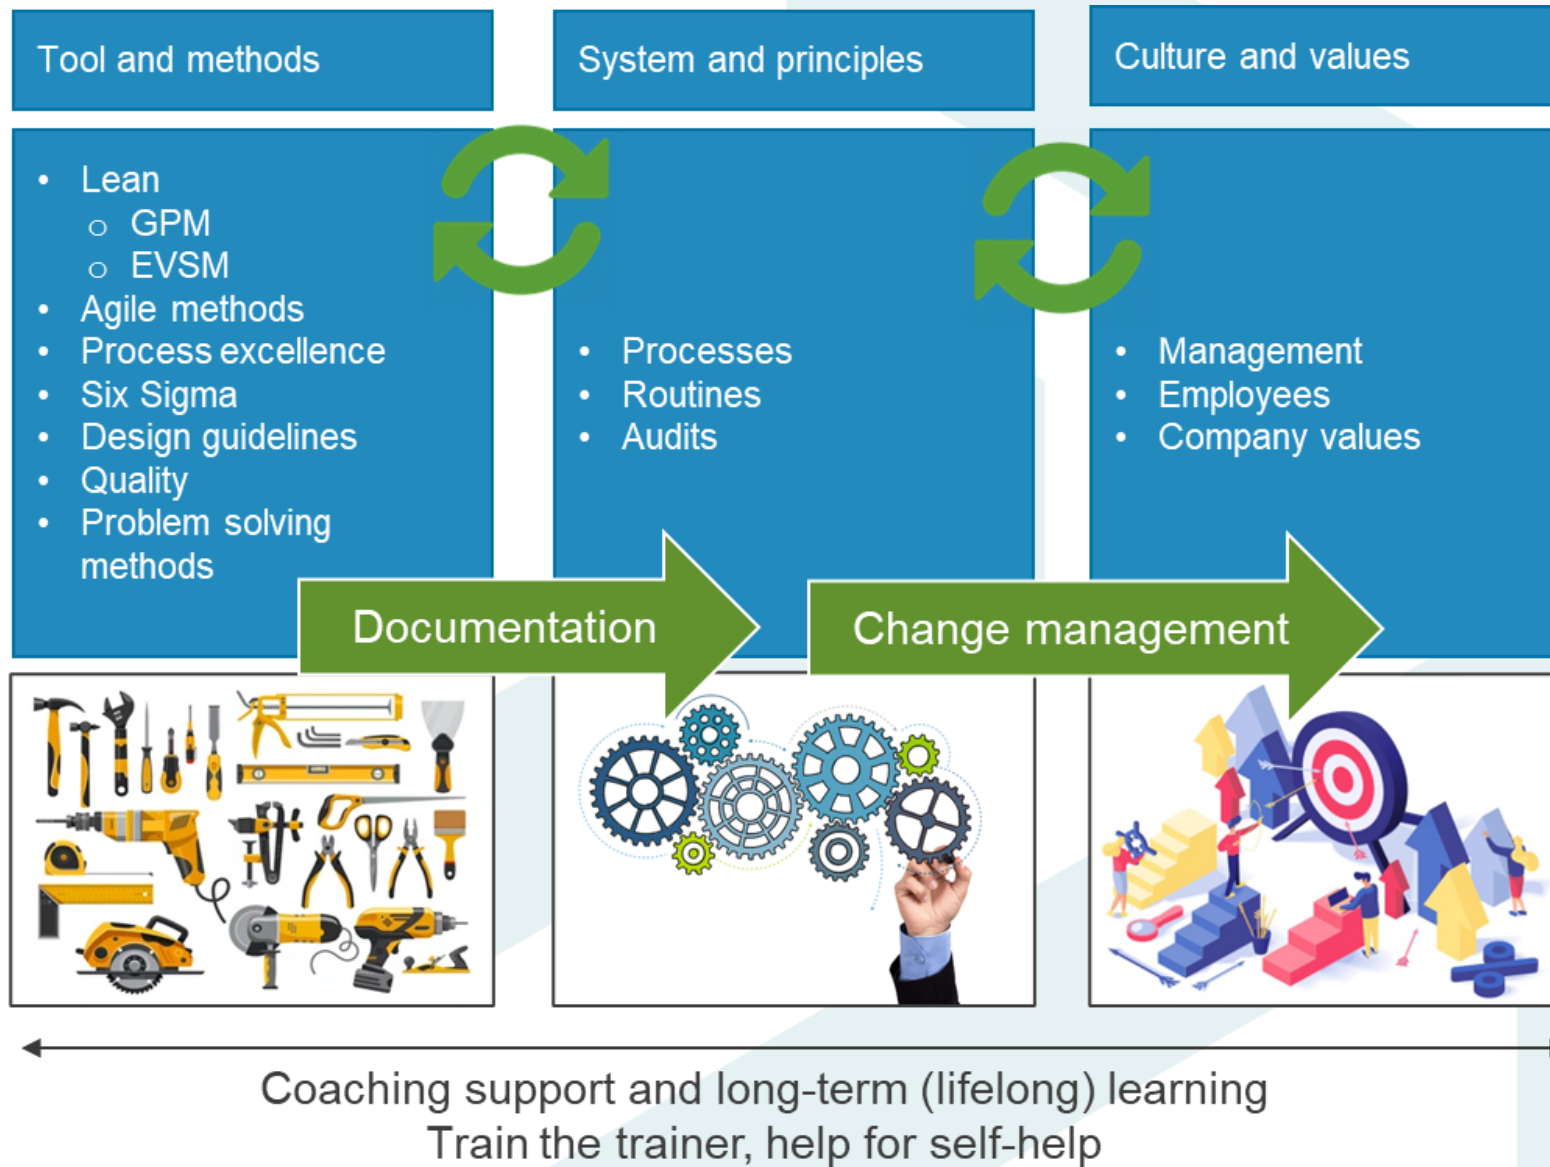 Tool and methods
System and principles
Culture and values
• Lean
o GPM
o EVSM
• Agile methods
• Process excellence
• Six Sigma
• Design guidelines
• Quality
• Problem solving
methods
• Processes
• Routines
• Audits
• Management
• Employees
• Company values
Documentation
Change management
Coaching support and long-term (lifelong) learning
Train the trainer, help for self-help